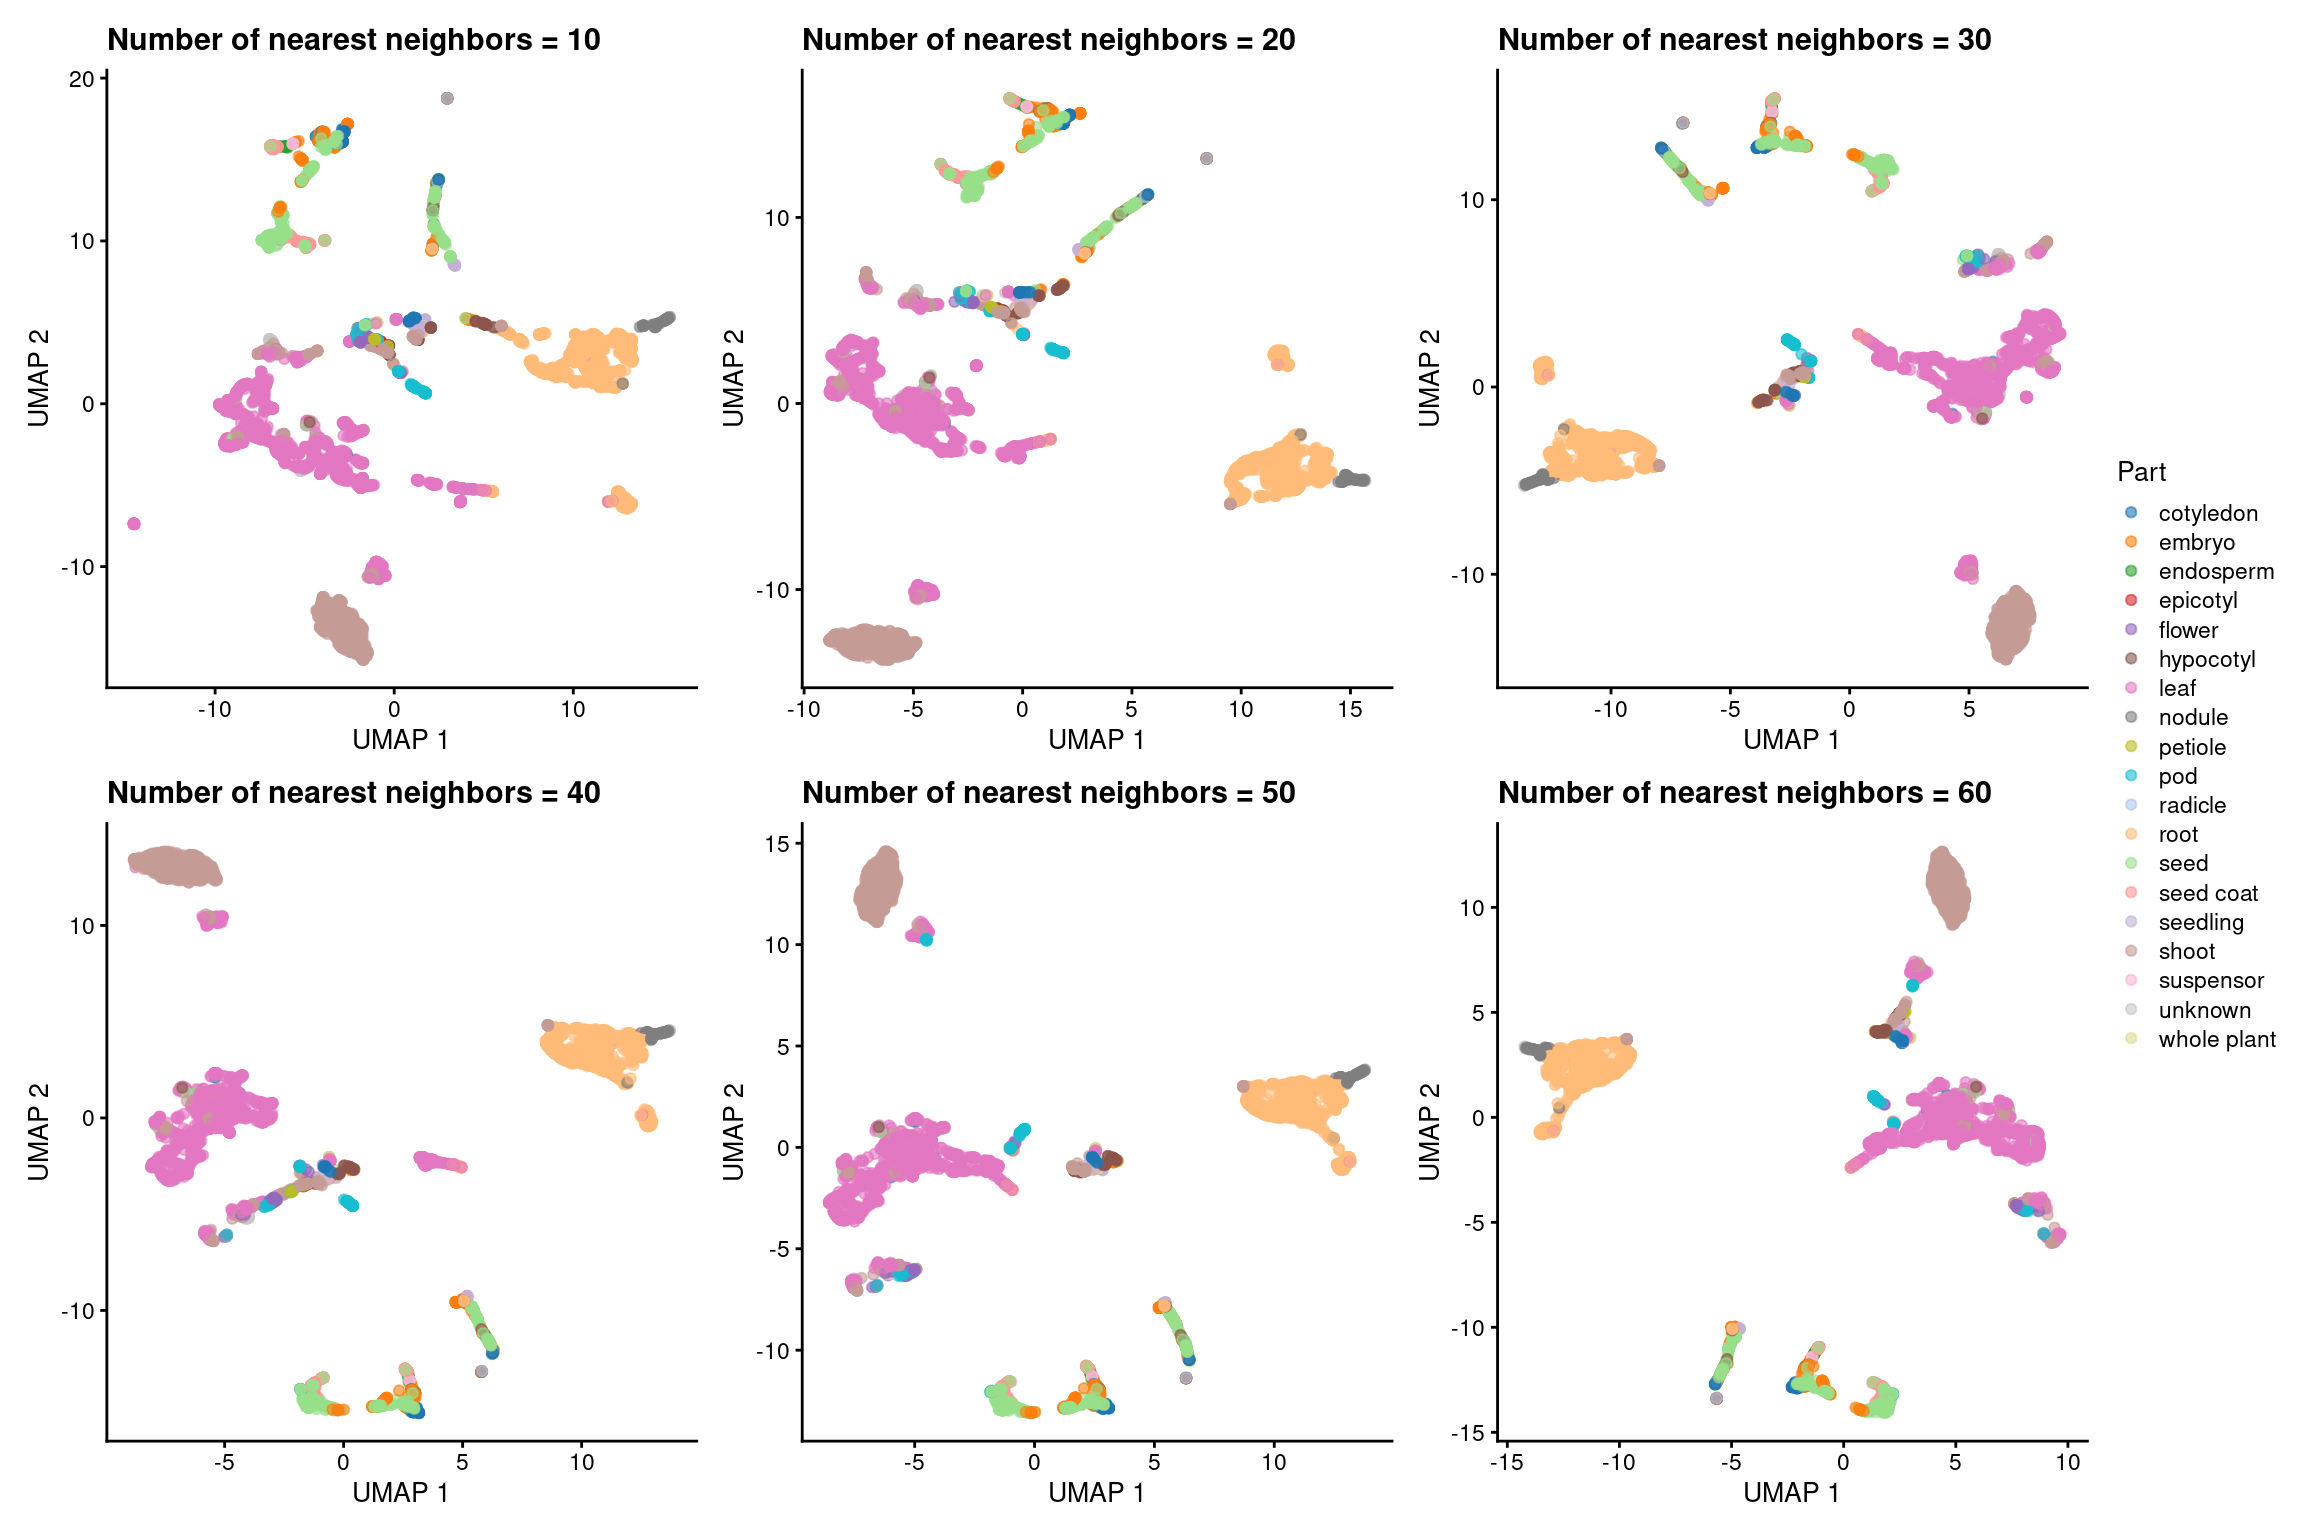 Number of nearest neighbors = 10
20
10
0
-10
-10
0
10
UMAP 1
UMAP 2
Number of nearest neighbors = 20
10
0
-10
-10
-5
0
5
10
15
UMAP 1
UMAP 2
Number of nearest neighbors = 30
10
0
-10
-10
-5
0
5
UMAP 1
UMAP 2
Number of nearest neighbors = 40
10
0
-10
-5
0
5
10
UMAP 1
UMAP 2
Number of nearest neighbors = 50
15
10
5
0
-5
-10
-5
0
5
10
UMAP 1
UMAP 2
Number of nearest neighbors = 60
10
5
0
-5
-10
-15
-15
-10
-5
0
5
10
UMAP 1
UMAP 2
Part
cotyledon
embryo
endosperm
epicotyl
flower
hypocotyl
leaf
nodule
petiole
pod
radicle
root
seed
seed coat
seedling
shoot
suspensor
unknown
whole plant